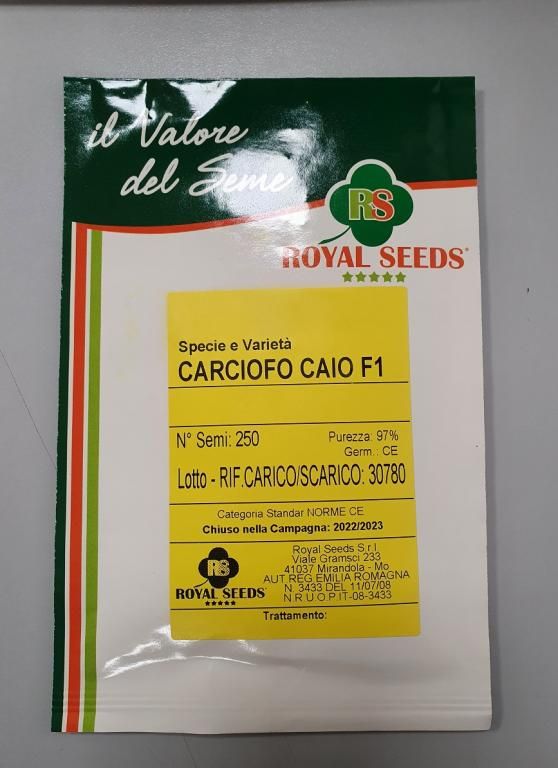 il Valore
del Seme
RS
ROYAL SEEDS®
Specie e Varietà
CARCIOFO CAIO F1
N° Semi: 250
Purezza: 97%
Germ.: CE
Lotto - RIF.CARICO/SCARICO: 30780
Categoria Standar NORME CE
Chiuso nella Campagna: 2022/2023
RS
ROYAL SEEDS®
Royal Seeds S.r.l
Viale Gramsci 233
41037 Mirandola - Mo
AUT REG EMILIA ROMAGNA
N. 3433 DEL 11/07/08
N.R.U.O.P.IT-08-3433
Trattamento: